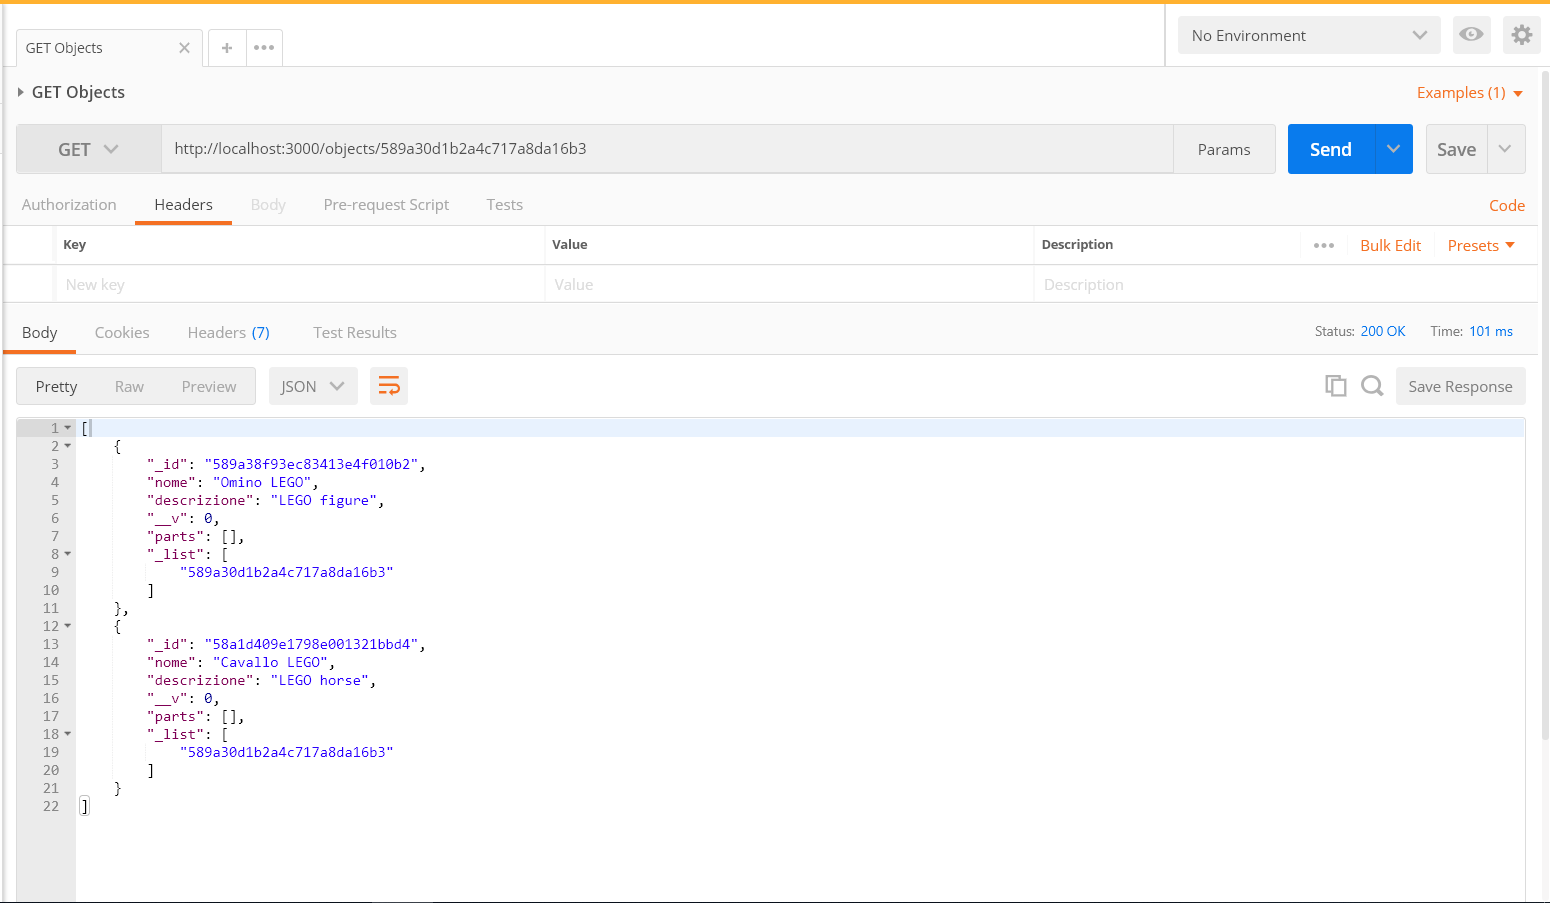 GET Objects
No Environment
GET Objects
Examples (1)
GET http://localhost:3000/objects/589a30d1b2a4c717a8da16b3 Params Send Save
Authorization Headers Body Pre-request Script Tests Code
Key Value Description Bulk Edit Presets
New key Value Description
Body Cookies Headers (7) Test Results Status: 200 OK Time: 101 ms
Pretty Raw Preview JSON Save Response
1 [
2 {
3 "_id": "589a38f93ec83413e4f010b2",
4 "nome": "Omino LEGO",
5 "descrizione": "LEGO figure",
6 "__v": 0,
7 "parts": [],
8 "_list": [
9 "589a30d1b2a4c717a8da16b3"
10 ]
11 },
12 {
13 "_id": "58a1d409e1798e001321bbd4",
14 "nome": "Cavallo LEGO",
15 "descrizione": "LEGO horse",
16 "__v": 0,
17 "parts": [],
18 "_list": [
19 "589a30d1b2a4c717a8da16b3"
20 ]
21 }
22 ]